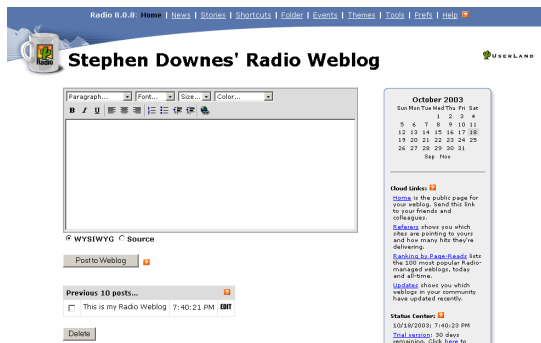 Radio 8.0.8: Home | News | Stories | Shortcuts | Folder | Events | Themes | Tools | Prefs | Help ?
Radio
Stephen Downes' Radio Weblog
USERLAND
Paragraph... Font... Size... Color...
B I U
WYSIWYG Source
Post to Weblog ?
Previous 10 posts... ?
This is my Radio Weblog 7:40:21 PM EDIT
Delete
October 2003
Sun Mon Tue Wed Thu Fri Sat
1 2 3 4
5 6 7 8 9 10 11
12 13 14 15 16 17 18
19 20 21 22 23 24 25
26 27 28 29 30 31
Sep Nov
Cloud Links: ?
Home is the public page for
your weblog. Send this link
to your friends and
colleagues.
Referers shows you which
sites are pointing to yours
and how many hits they're
delivering.
Ranking by Page-Reads lists
the 100 most popular Radio-
managed weblogs, today
and all-time.
Updates shows you which
weblogs in your community
have updated recently.
Status Center: ?
10/18/2003; 7:40:23 PM
Trial version: 30 days
remaining. Click here to